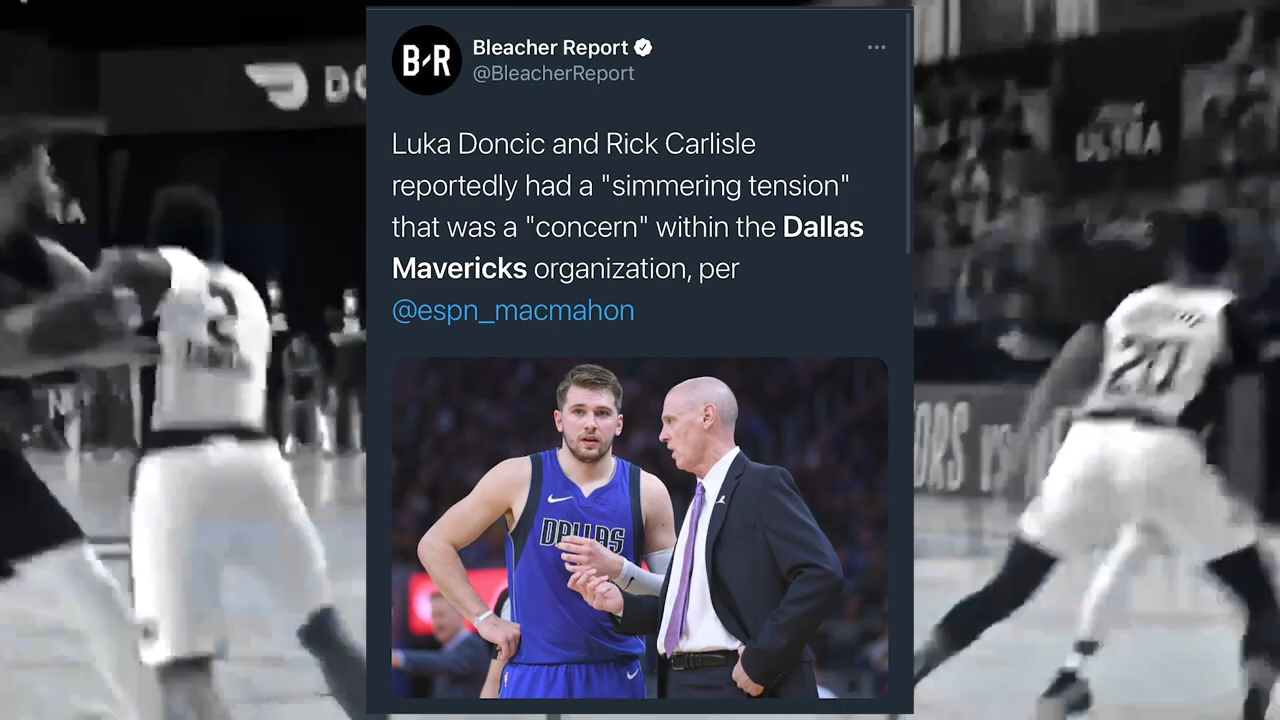 B/R
Bleacher Report
@BleacherReport
Luka Doncic and Rick Carlisle
reportedly had a "simmering tension"
that was a "concern" within the Dallas
Mavericks organization, per
@espn_macmahon
DALLAS
ULTRA
20